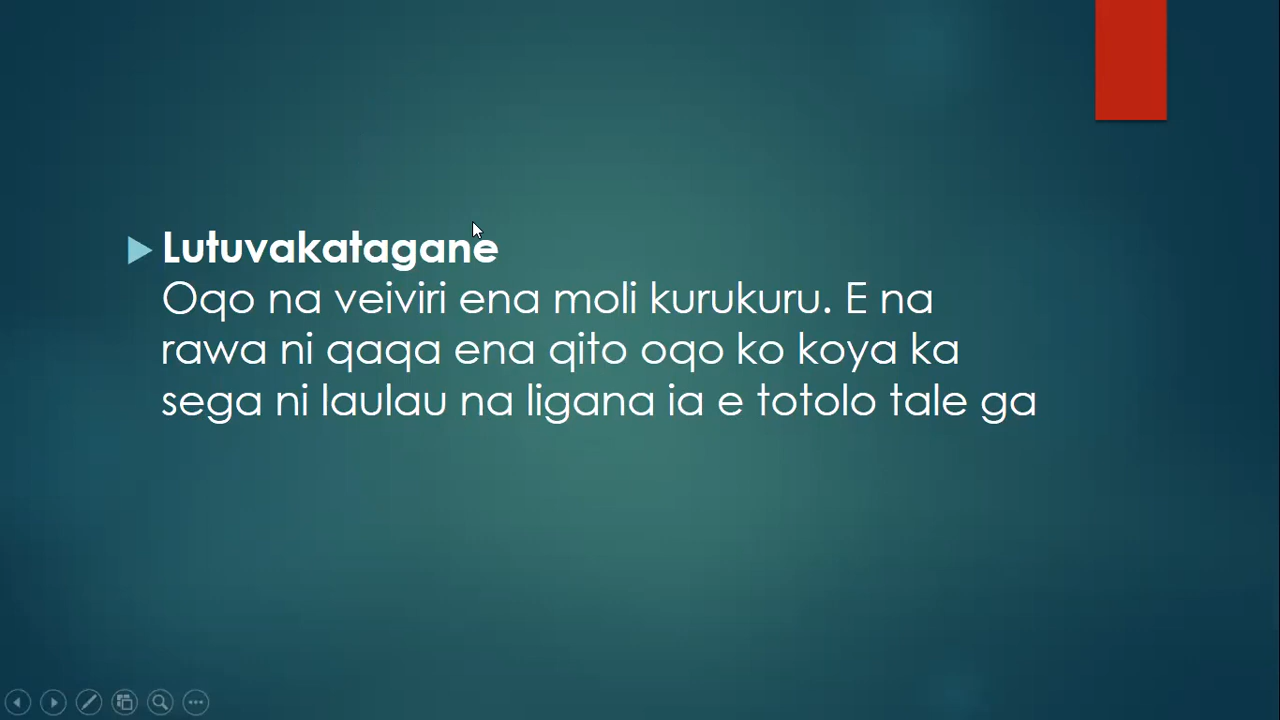 Lutuvakatagane
Oqo na veiviri ena moli kurukuru. E na
rawa ni qaqa ena qito oqo ko koya ka
sega ni laulau na ligana ia e totolo tale ga